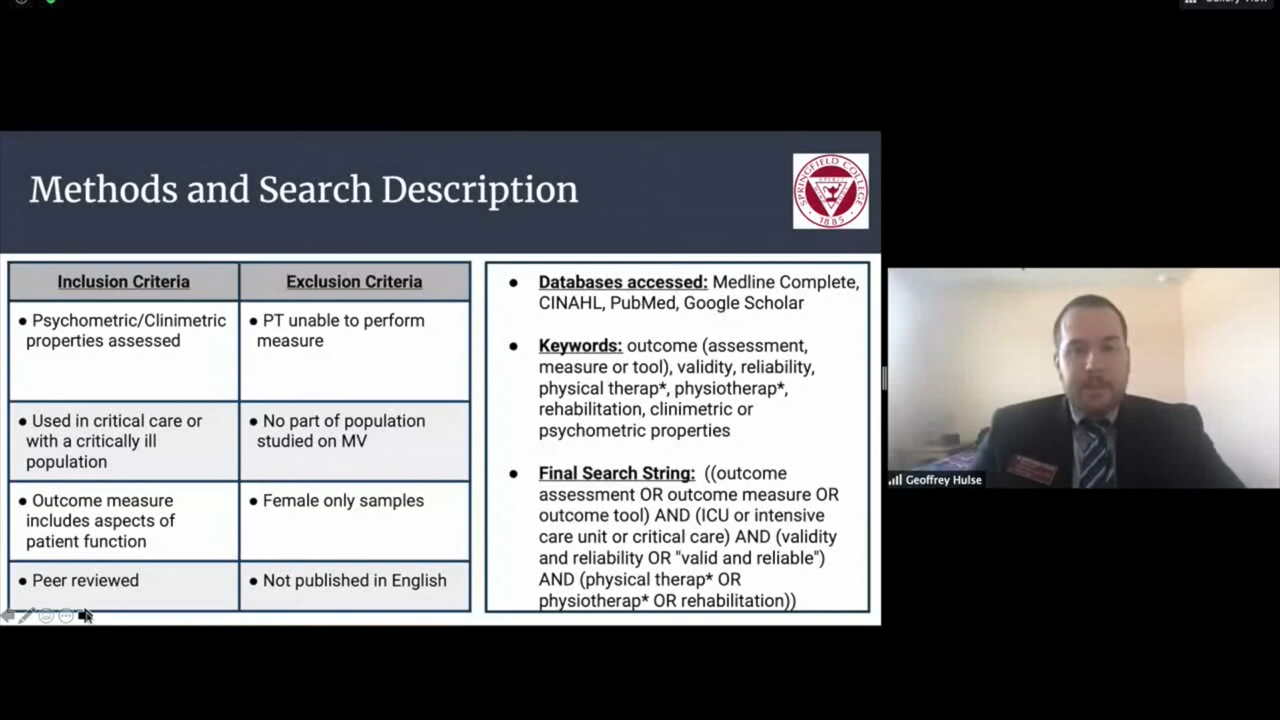 Gallery View
Methods and Search Description
SPRINGFIELD COLLEGE
1885
Inclusion Criteria
Exclusion Criteria
● Psychometric/Clinimetric
properties assessed
● PT unable to perform
measure
● Used in critical care or
with a critically ill
population
● No part of population
studied on MV
● Outcome measure
includes aspects of
patient function
● Female only samples
● Peer reviewed
● Not published in English
● Databases accessed: Medline Complete,
CINAHL, PubMed, Google Scholar
● Keywords: outcome (assessment,
measure or tool), validity, reliability,
physical therap*, physiotherap*,
rehabilitation, clinimetric or
psychometric properties
● Final Search String: ((outcome
assessment OR outcome measure OR
outcome tool) AND (ICU or intensive
care unit or critical care) AND (validity
and reliability OR "valid and reliable")
AND (physical therap* OR
physiotherap* OR rehabilitation))
Geoffrey Hulse